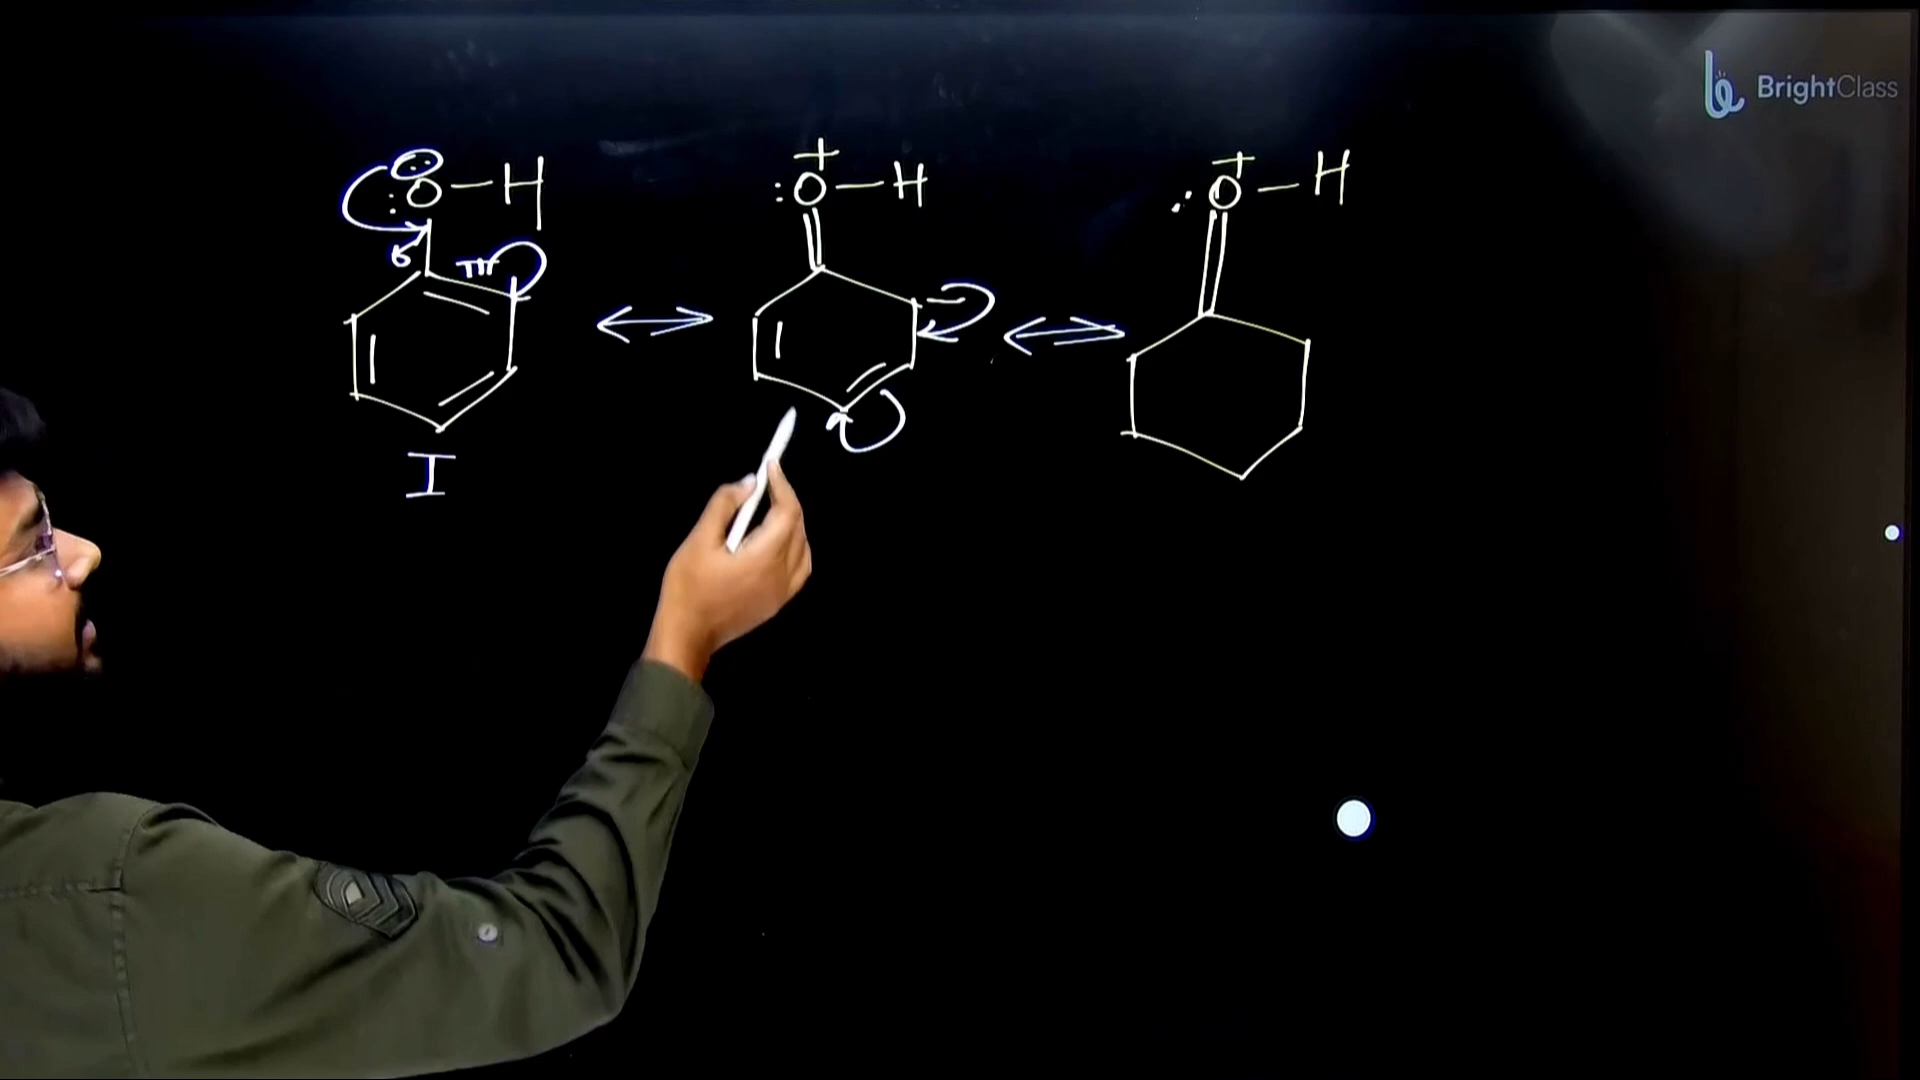 BrightClass
:Ö–H
+
:O–H
+
:O–H
σ
π
I